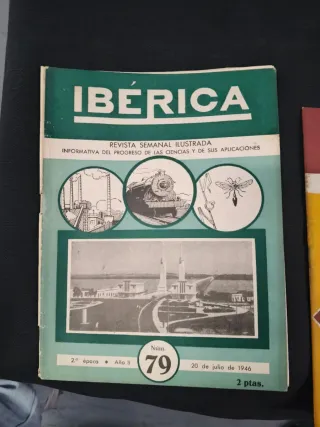 IBÉRICA
REVISTA SEMANAL ILUSTRADA
INFORMATIVA DEL PROGRESO DE LAS CIENCIAS Y DE SUS APLICACIONES
Núm.
79
2.ª época • Año II
20 de julio de 1946
2 ptas.